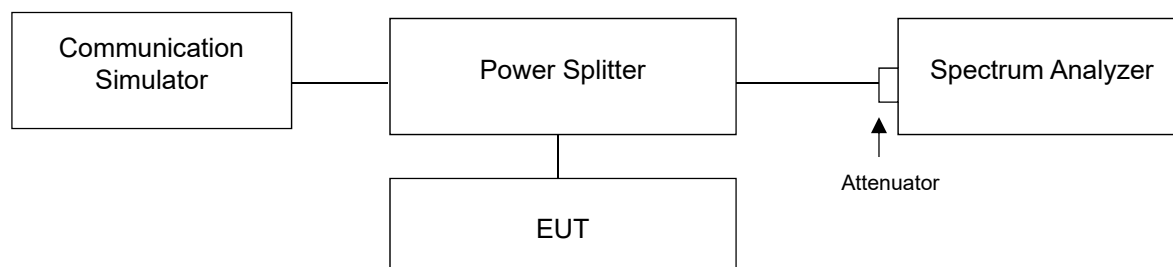 Communication
Simulator
Power Splitter
Spectrum Analyzer
Attenuator
EUT